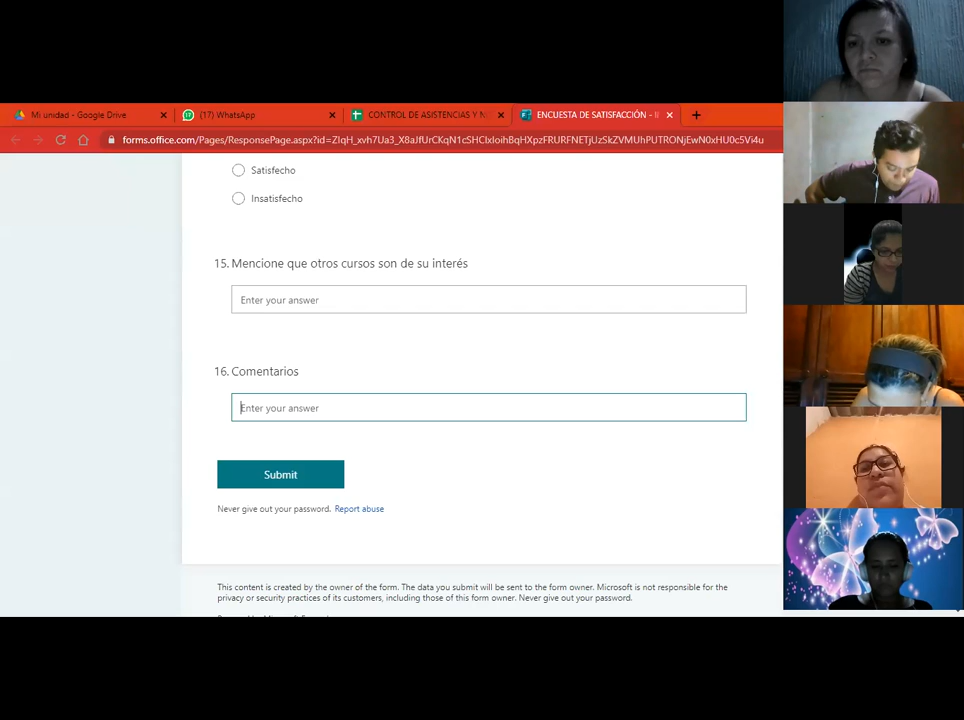 Mi unidad - Google Drive
(17) WhatsApp
CONTROL DE ASISTENCIAS Y N
ENCUESTA DE SATISFACCIÓN - I
forms.office.com/Pages/ResponsePage.aspx?id=
Satisfecho
Insatisfecho
15. Mencione que otros cursos son de su interés
Enter your answer
16. Comentarios
Enter your answer
Submit
Never give out your password. Report abuse
This content is created by the owner of the form. The data you submit will be sent to the form owner. Microsoft is not responsible for the
privacy or security practices of its customers, including those of this form owner. Never give out your password.